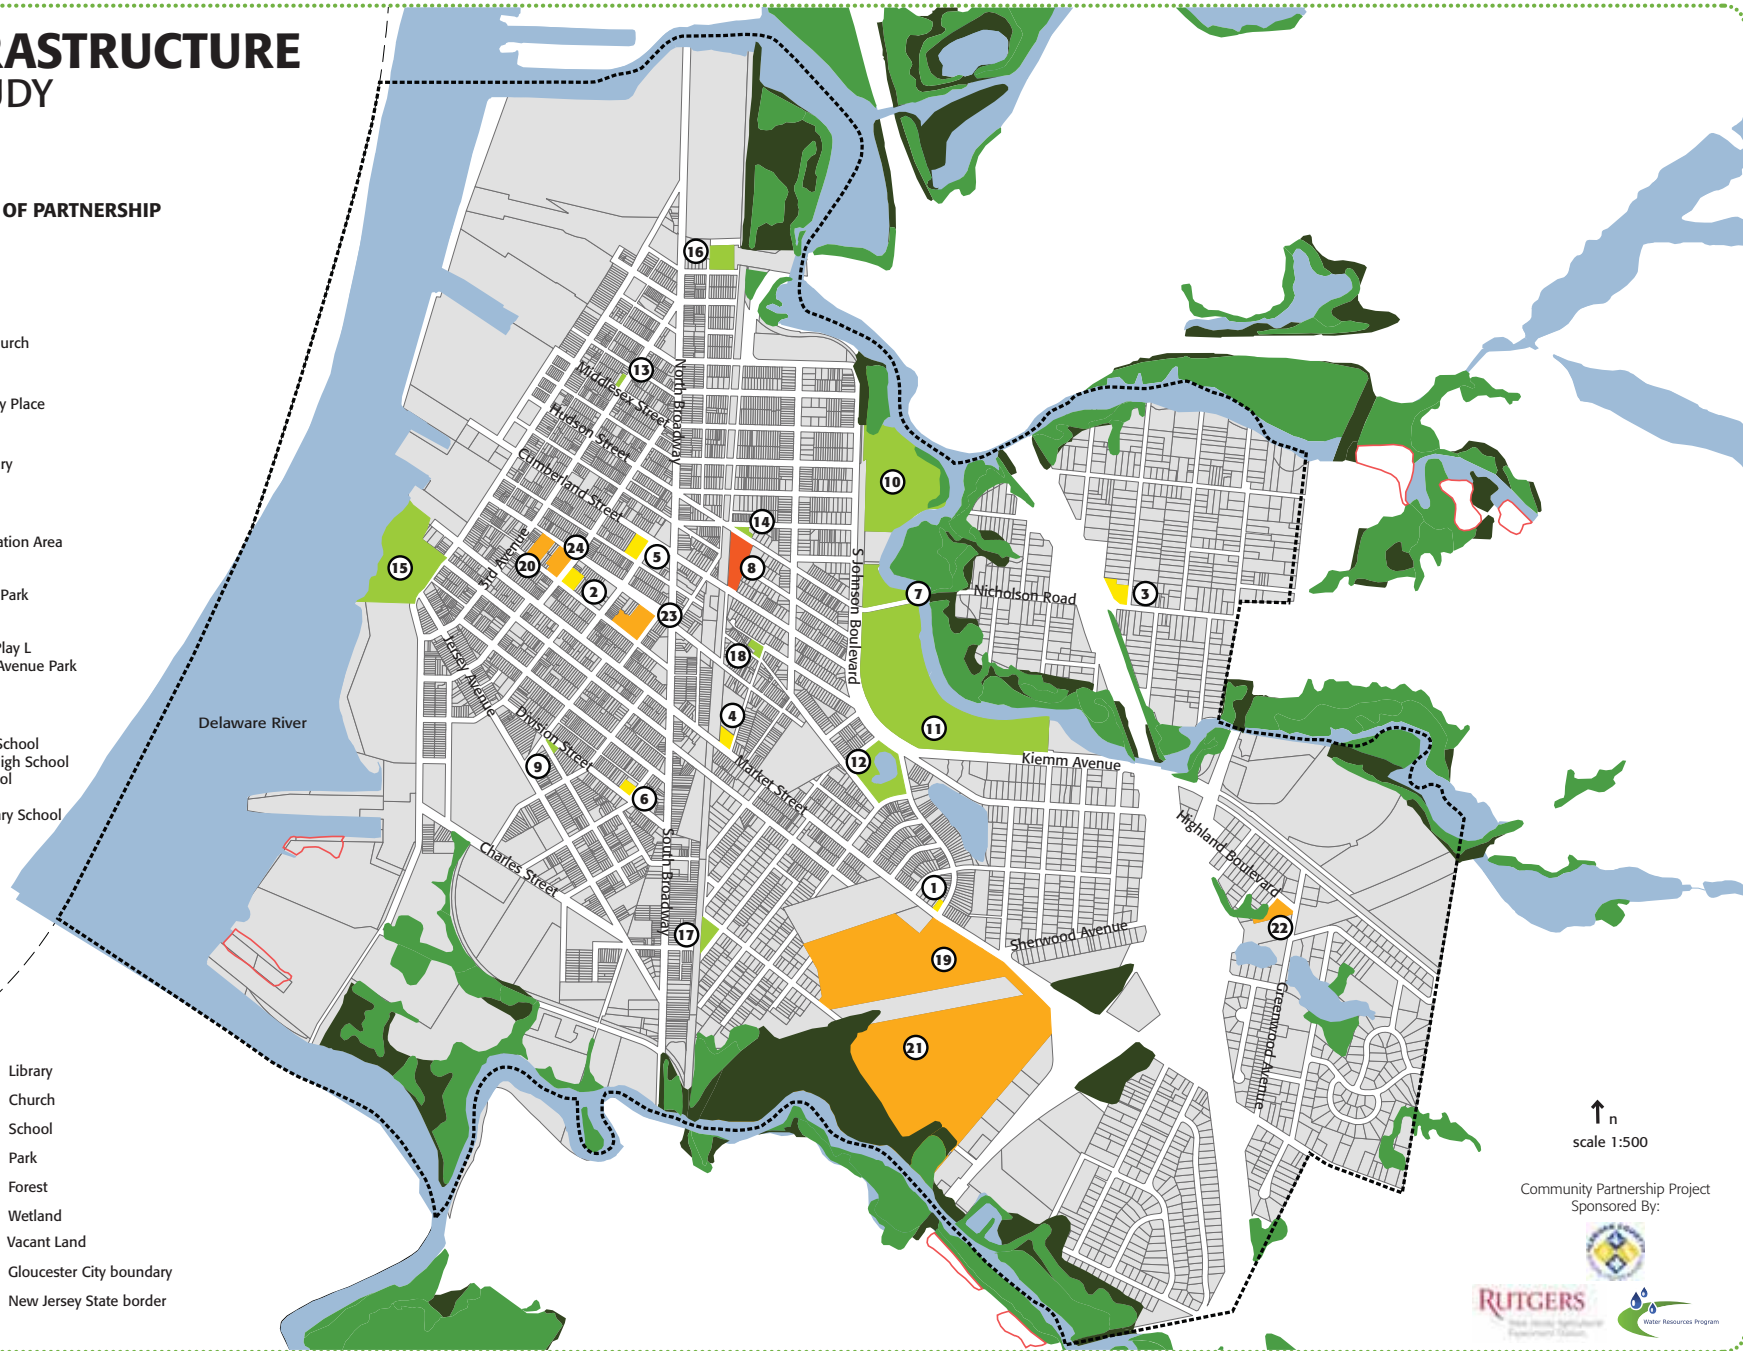 RASTRUCTURE
UDY
OF PARTNERSHIP
urch
y Place
ry
ation Area
Park
Play L
Avenue Park
School
igh School
ol
ry School
Library
Church
School
Park
Forest
Wetland
Vacant Land
Gloucester City boundary
New Jersey State border
Delaware River
16
13
Middlesex Street
North Broadway
Hudson Street
Cumberland Street
10
14
15
3rd Avenue
24
20
5
2
8
23
S Johnson Boulevard
7
Nicholson Road
3
18
Jersey Avenue
4
11
Division Street
9
12
Kiemm Avenue
Market Street
6
Highland Boulevard
Charles Street
South Broadway
1
17
Sherwood Avenue
22
19
Greenwood Avenue
21
n
scale 1:500
Community Partnership Project
Sponsored By:
RUTGERS
Water Resources Program